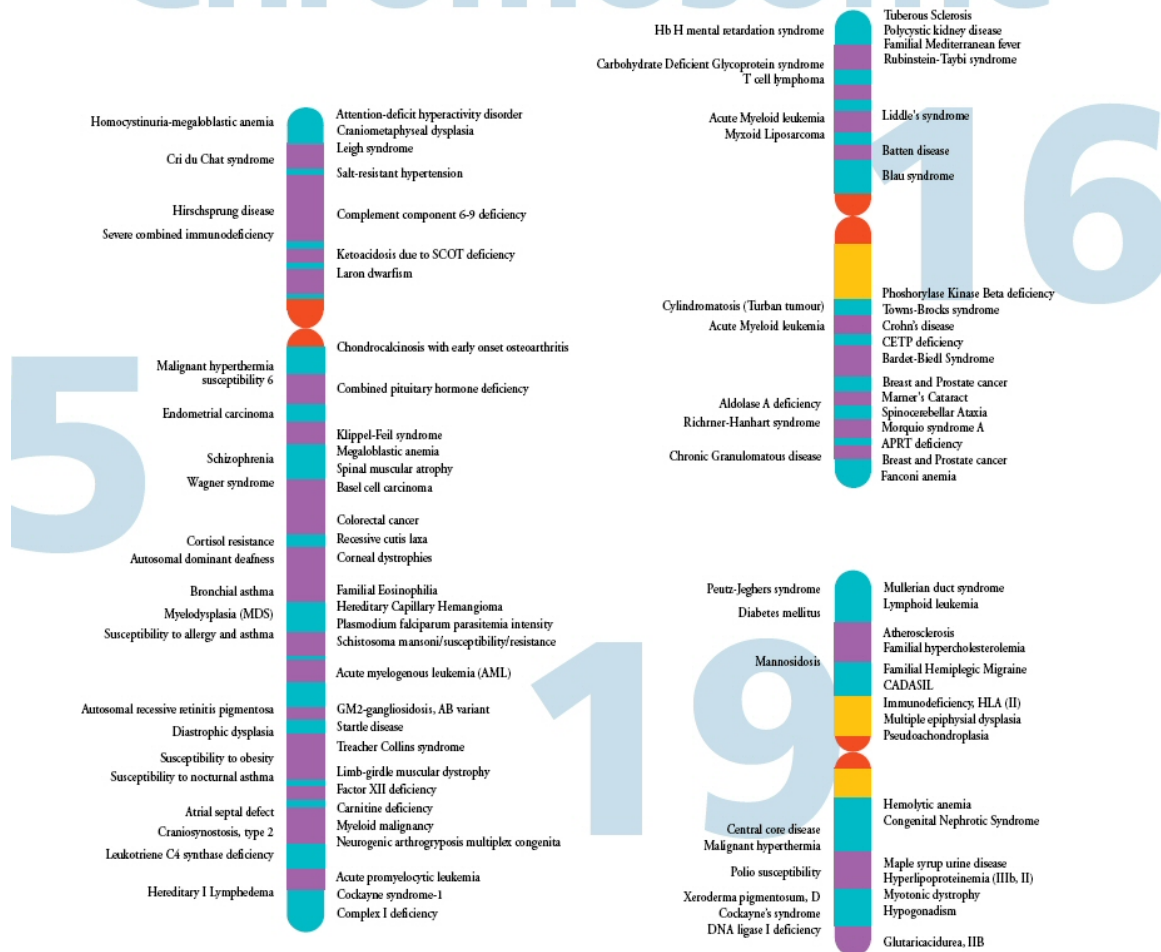 Chromosome
5
Homocystinuria-megaloblastic anemia
Cri du Chat syndrome
Hirschsprung disease
Severe combined immunodeficiency
Malignant hyperthermia
susceptibility 6
Endometrial carcinoma
Schizophrenia
Wagner syndrome
Cortisol resistance
Autosomal dominant deafness
Bronchial asthma
Myelodysplasia (MDS)
Susceptibility to allergy and asthma
Autosomal recessive retinitis pigmentosa
Diastrophic dysplasia
Susceptibility to obesity
Susceptibility to nocturnal asthma
Atrial septal defect
Craniosynostosis, type 2
Leukotriene C4 synthase deficiency
Hereditary I Lymphedema
Attention-deficit hyperactivity disorder
Craniometaphyseal dysplasia
Leigh syndrome
Salt-resistant hypertension
Complement component 6-9 deficiency
Ketoacidosis due to SCOT deficiency
Laron dwarfism
Chondrocalcinosis with early onset osteoarthritis
Combined pituitary hormone deficiency
Klippel-Feil syndrome
Megaloblastic anemia
Spinal muscular atrophy
Basel cell carcinoma
Colorectal cancer
Recessive cutis laxa
Corneal dystrophies
Familial Eosinophilia
Hereditary Capillary Hemangioma
Plasmodium falciparum parasitemia intensity
Schistosoma mansoni/susceptibility/resistance
Acute myelogenous leukemia (AML)
GM2-gangliosidosis, AB variant
Startle disease
Treacher Collins syndrome
Limb-girdle muscular dystrophy
Factor XII deficiency
Carnitine deficiency
Myeloid malignancy
Neurogenic arthrogryposis multiplex congenita
Acute promyelocytic leukemia
Cockayne syndrome-1
Complex I deficiency
16
Hb H mental retardation syndrome
Carbohydrate Deficient Glycoprotein syndrome
T cell lymphoma
Acute Myeloid leukemia
Myxoid Liposarcoma
Cylindromatosis (Turban tumour)
Acute Myeloid leukemia
Aldolase A deficiency
Richrner-Hanhart syndrome
Chronic Granulomatous disease
Tuberous Sclerosis
Polycystic kidney disease
Familial Mediterranean fever
Rubinstein-Taybi syndrome
Liddle's syndrome
Batten disease
Blau syndrome
Phoshorylase Kinase Beta deficiency
Towns-Brocks syndrome
Crohn's disease
CETP deficiency
Bardet-Biedl Syndrome
Breast and Prostate cancer
Marner's Cataract
Spinocerebellar Ataxia
Morquio syndrome A
APRT deficiency
Breast and Prostate cancer
Fanconi anemia
19
Peutz-Jeghers syndrome
Diabetes mellitus
Mannosidosis
Central core disease
Malignant hyperthermia
Polio susceptibility
Xeroderma pigmentosum, D
Cockayne's syndrome
DNA ligase I deficiency
Mullerian duct syndrome
Lymphoid leukemia
Atherosclerosis
Familial hypercholesterolemia
Familial Hemiplegic Migraine
CADASIL
Immunodeficiency, HLA (II)
Multiple epiphysial dysplasia
Pseudoachondroplasia
Hemolytic anemia
Congenital Nephrotic Syndrome
Maple syrup urine disease
Hyperlipoproteinemia (IIIb, II)
Myotonic dystrophy
Hypogonadism
Glutaricacidurea, IIB